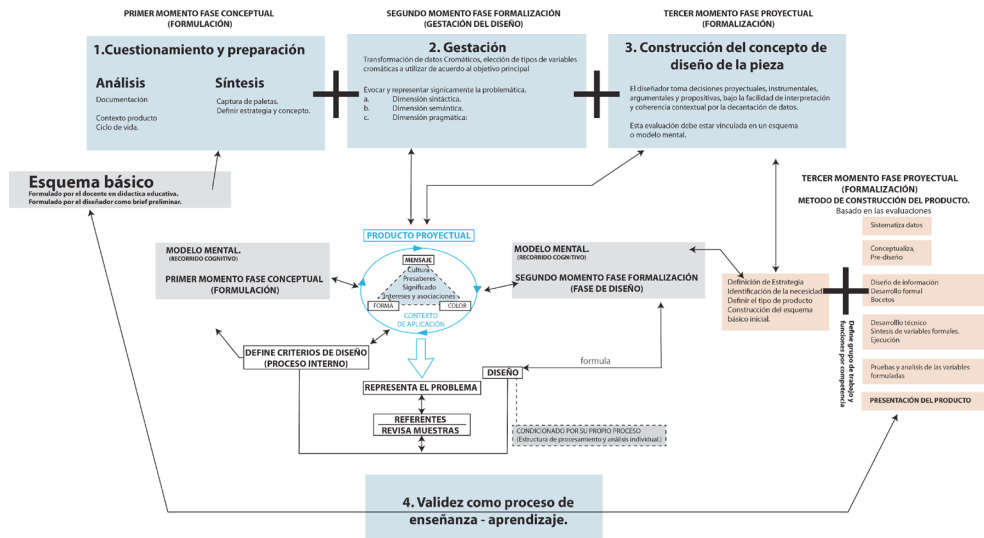 PRIMER MOMENTO FASE CONCEPTUAL
(FORMULACIÓN)
SEGUNDO MOMENTO FASE FORMALIZACIÓN
(GESTACIÓN DEL DISEÑO)
TERCER MOMENTO FASE PROYECTUAL
(FORMALIZACIÓN)
1.Cuestionamiento y preparación
Análisis
Documentación
Contexto producto
Ciclo de vida.
Síntesis
Captura de paletas.
Definir estrategia y concepto.
2. Gestación
Transformación de datos Cromáticos, elección de tipos de variables
cromáticas a utilizar de acuerdo al objetivo principal
Evocar y representar signicamente la problemática.
a. Dimensión sintáctica.
b. Dimensión semántica.
c. Dimensión pragmática:
3. Construcción del concepto de
diseño de la pieza
El diseñador toma decisiones proyectuales, instrumentales,
argumentales y propositivas, bajo la facilidad de interpretación
y coherencia contextual por la decantación de datos.
Esta evaluación debe estar vinculada en un esquema
o modelo mental.
Esquema básico
Formulado por el docente en didactica educativa.
Formulado por el diseñador como brief preliminar.
TERCER MOMENTO FASE PROYECTUAL
(FORMALIZACIÓN)
METODO DE CONSTRUCCIÓN DEL PRODUCTO.
Basado en las evaluaciones
Sistematiza datos
Conceptualiza,
Pre-diseño
Diseño de información
Desarrollo formal
Bocetos
Desarrolllo técnico
Sintesis de variables formales.
Ejecución
Pruebas y analisis de las variables
formuladas
PRESENTACIÓN DEL PRODUCTO
PRODUCTO PROYECTUAL
MENSAJE
Cultura
Presaberes
Significado
Intereses y asociaciones
FORMA
COLOR
CONTEXTO
DE APLICACIÓN
MODELO MENTAL.
(RECORRIDO COGNITIVO)
PRIMER MOMENTO FASE CONCEPTUAL
(FORMULACIÓN)
MODELO MENTAL.
(RECORRIDO COGNITIVO)
SEGUNDO MOMENTO FASE FORMALIZACIÓN
(FASE DE DISEÑO)
Definición de Estrategia
Identificación de la necesidad
Definir el tipo de producto
Construcción del esquema
básico inicial.
Define grupo de trabajo y
funciones por competencia
DEFINE CRITERIOS DE DISEÑO
(PROCESO INTERNO)
formula
DISEÑO
REPRESENTA EL PROBLEMA
REFERENTES
REVISA MUESTRAS
CONDICIONADO POR SU PROPIO PROCESO
(Estructura de procesamiento y análisis individual.)
4. Validez como proceso de
enseñanza - aprendizaje.